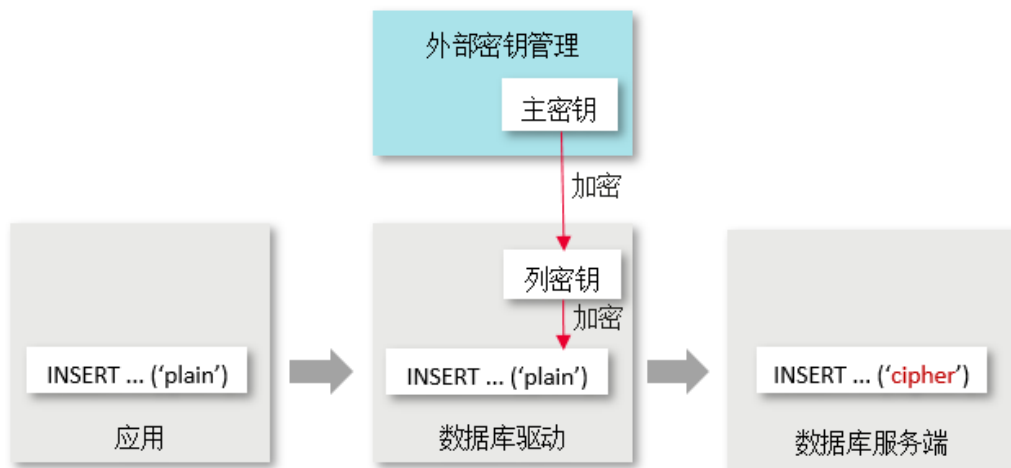 外部密钥管理
主密钥
加密
列密钥
加密
INSERT ... (‘plain’)
INSERT ... (‘plain’)
INSERT ... (‘cipher’)
应用
数据库驱动
数据库服务端